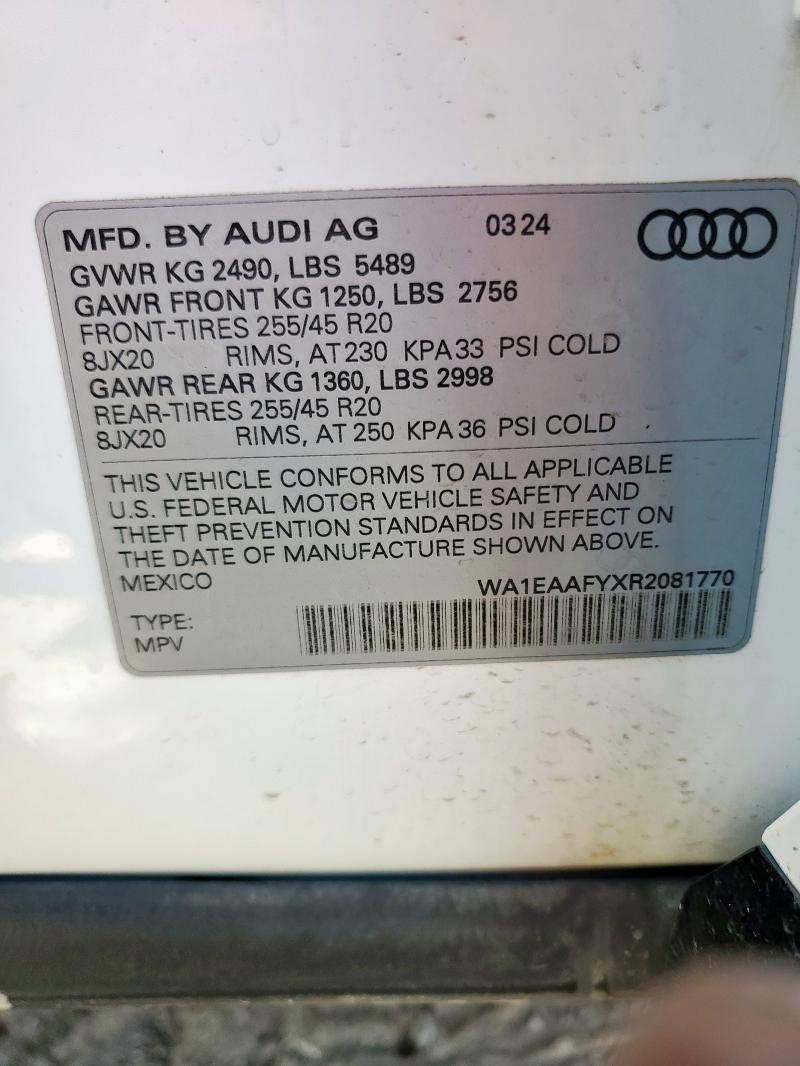 MFD. BY AUDI AG 03 24
GVWR KG 2490, LBS 5489
GAWR FRONT KG 1250, LBS 2756
FRONT-TIRES 255/45 R20
8JX20 RIMS, AT 230 KPA 33 PSI COLD
GAWR REAR KG 1360, LBS 2998
REAR-TIRES 255/45 R20
8JX20 RIMS, AT 250 KPA 36 PSI COLD
THIS VEHICLE CONFORMS TO ALL APPLICABLE
U.S. FEDERAL MOTOR VEHICLE SAFETY AND
THEFT PREVENTION STANDARDS IN EFFECT ON
THE DATE OF MANUFACTURE SHOWN ABOVE.
MEXICO WA1EAAFYXR2081770
TYPE:
MPV